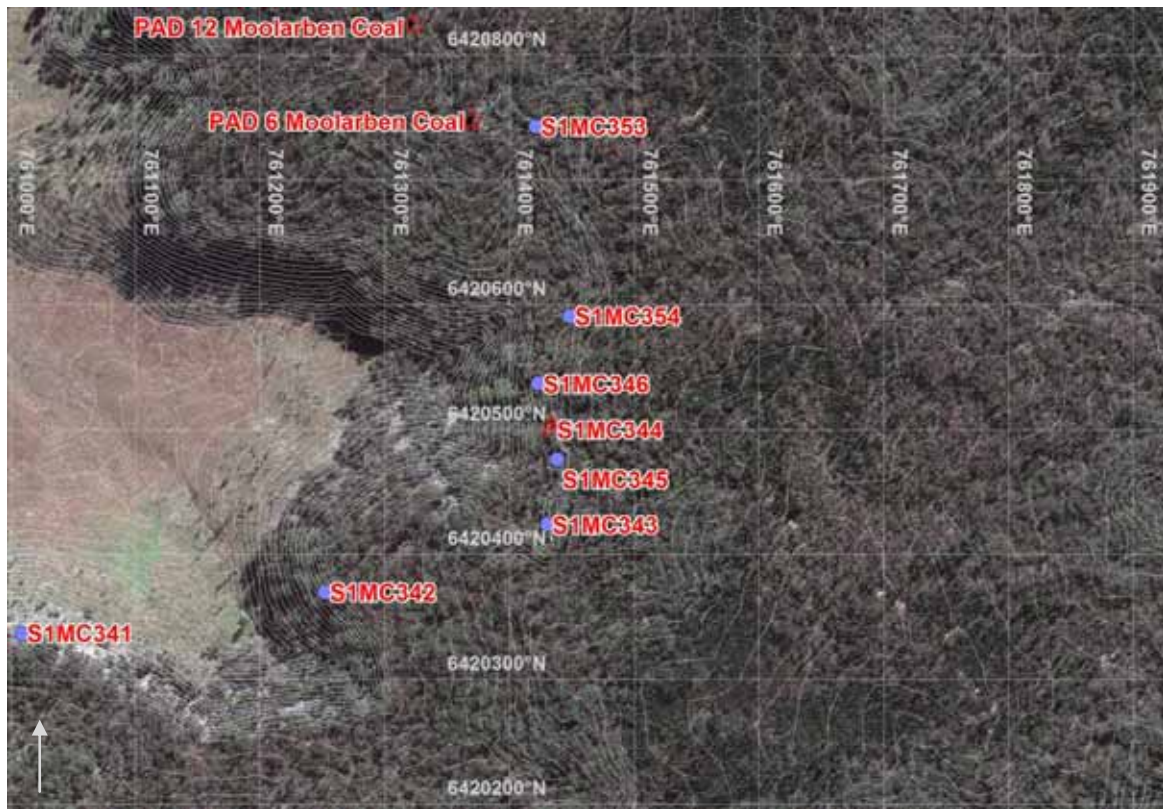 PAD 12 Moolarben Coal
6420800°N
PAD 6 Moolarben Coal
S1MC353
761000°E
761100°E
761200°E
761300°E
761400°E
761500°E
761600°E
761700°E
761800°E
761900°E
6420600°N
S1MC354
S1MC346
6420500°N
S1MC344
S1MC345
S1MC343
6420400°N
S1MC342
S1MC341
6420300°N
6420200°N